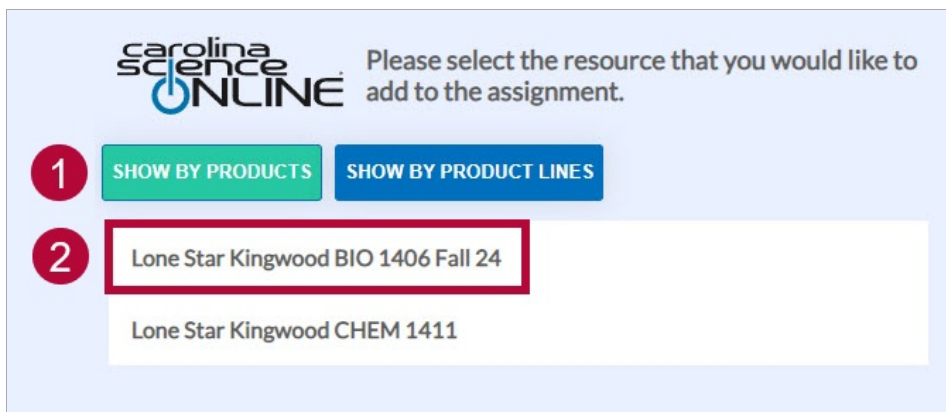 carolina
science
ONLINE
Please select the resource that you would like to
add to the assignment.
1
SHOW BY PRODUCTS
SHOW BY PRODUCT LINES
2
Lone Star Kingwood BIO 1406 Fall 24
Lone Star Kingwood CHEM 1411